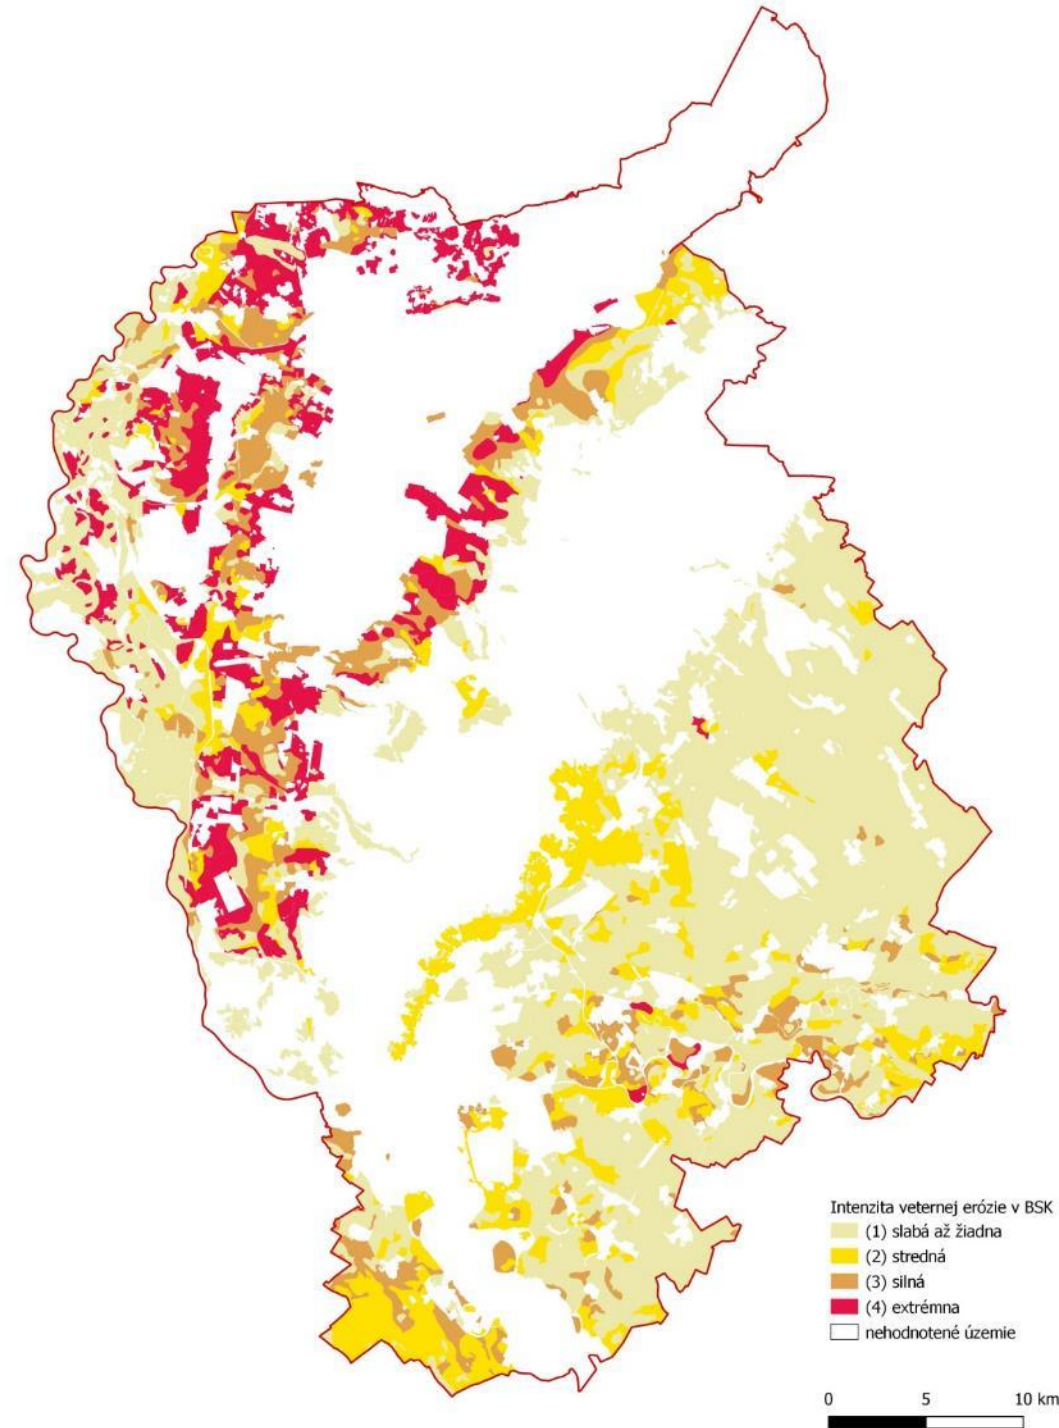 Intenzita veternej erózie v BSK
(1) slabá až žiadna
(2) stredná
(3) silná
(4) extrémna
nehodnotené územie
0 5 10 km